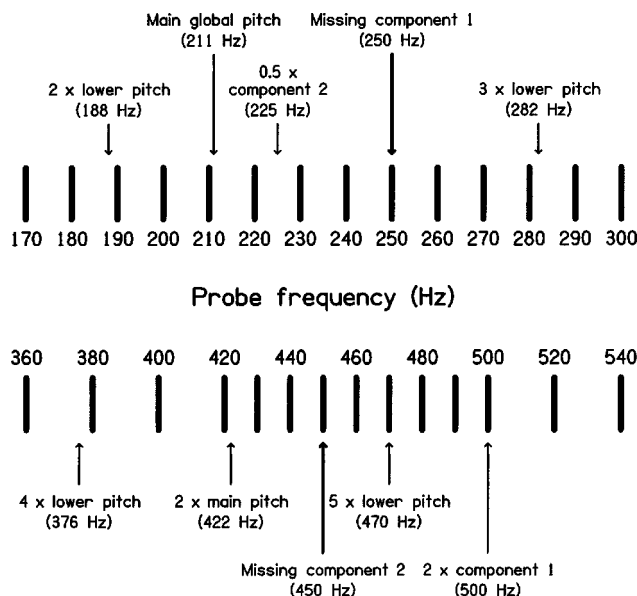 Main global pitch
(211 Hz)
Missing component 1
(250 Hz)
2 x lower pitch
(188 Hz)
0.5 x
component 2
(225 Hz)
3 x lower pitch
(282 Hz)
170 180 190 200 210 220 230 240 250 260 270 280 290 300
Probe frequency (Hz)
360 380 400 420 440 460 480 500 520 540
4 x lower pitch
(376 Hz)
2 x main pitch
(422 Hz)
5 x lower pitch
(470 Hz)
Missing component 2
(450 Hz)
2 x component 1
(500 Hz)